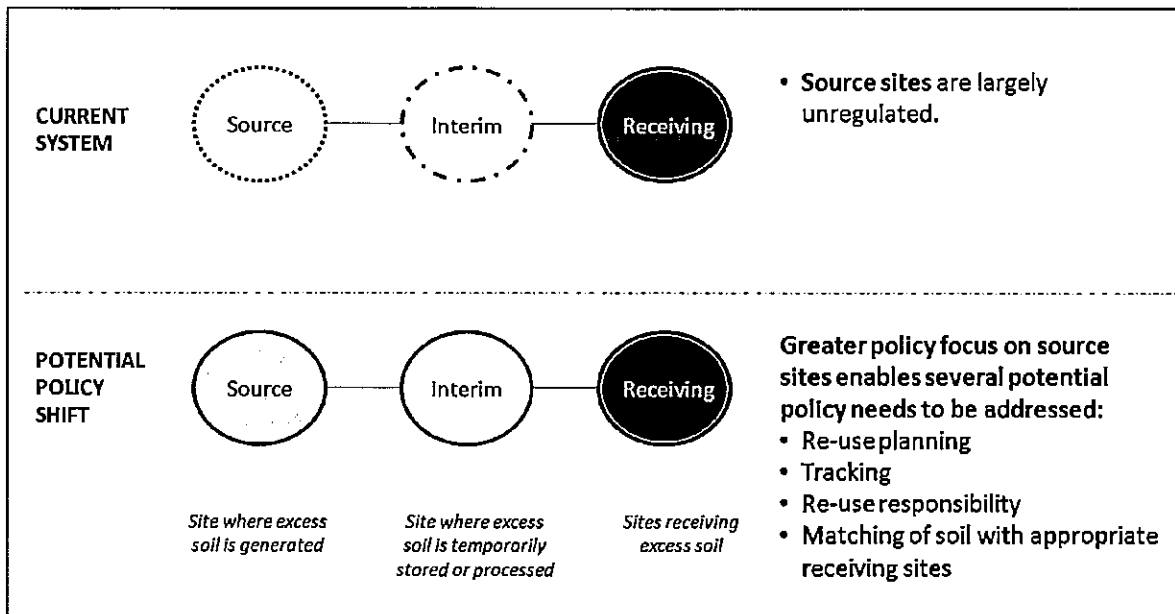 CURRENT
SYSTEM
Source
Interim
Receiving
• Source sites are largely
unregulated.
POTENTIAL
POLICY
SHIFT
Source
Interim
Receiving
Site where excess
soil is generated
Site where excess
soil is temporarily
stored or processed
Sites receiving
excess soil
Greater policy focus on source
sites enables several potential
policy needs to be addressed:
• Re-use planning
• Tracking
• Re-use responsibility
• Matching of soil with appropriate
receiving sites